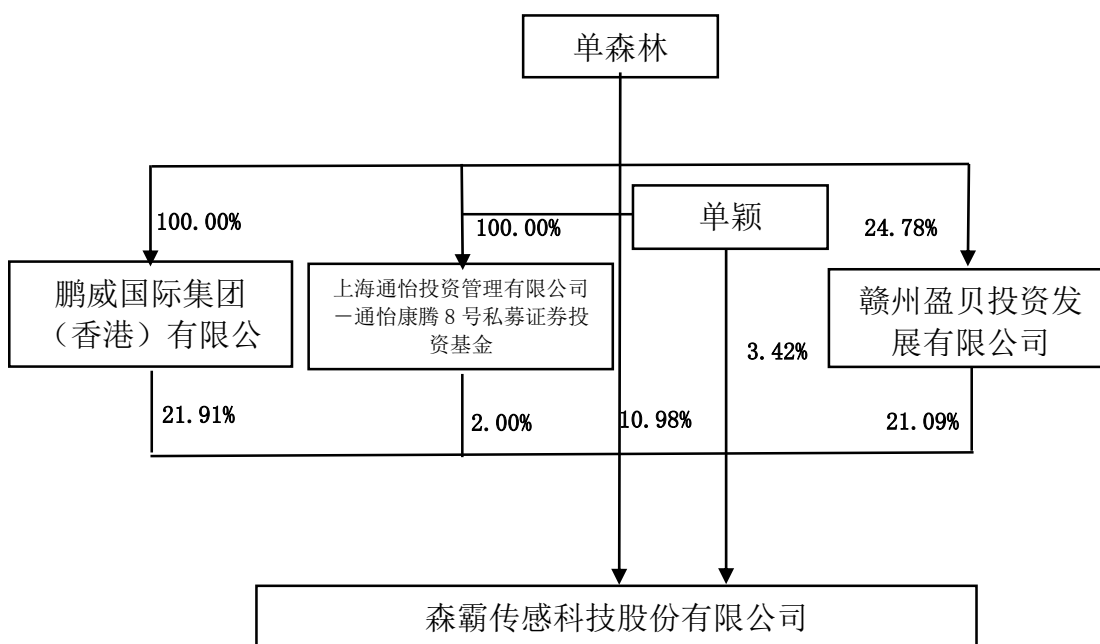 单森林
单颖
100.00%
100.00%
24.78%
鹏威国际集团
（香港）有限公
上海通怡投资管理有限公司
－通怡康腾 8 号私募证券投
资基金
赣州盈贝投资发
展有限公司
3.42%
21.91%
2.00%
10.98%
21.09%
森霸传感科技股份有限公司